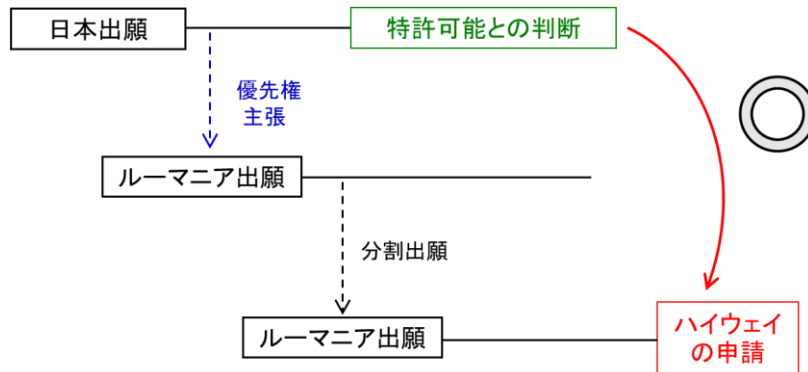 日本出願
特許可能との判断
優先権
主張
ルーマニア出願
分割出願
ルーマニア出願
ハイウェイ
の申請